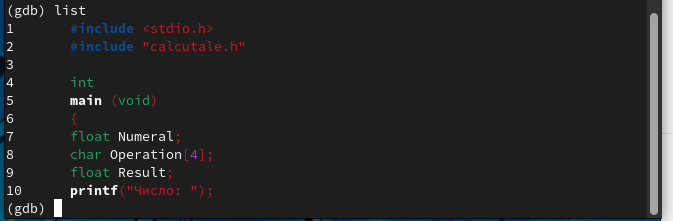 (gdb) list
1 #include <stdio.h>
2 #include "calcutale.h"
3
4 int
5 main (void)
6 {
7 float Numeral;
8 char Operation[4];
9 float Result;
10 printf("Число: ");
(gdb)